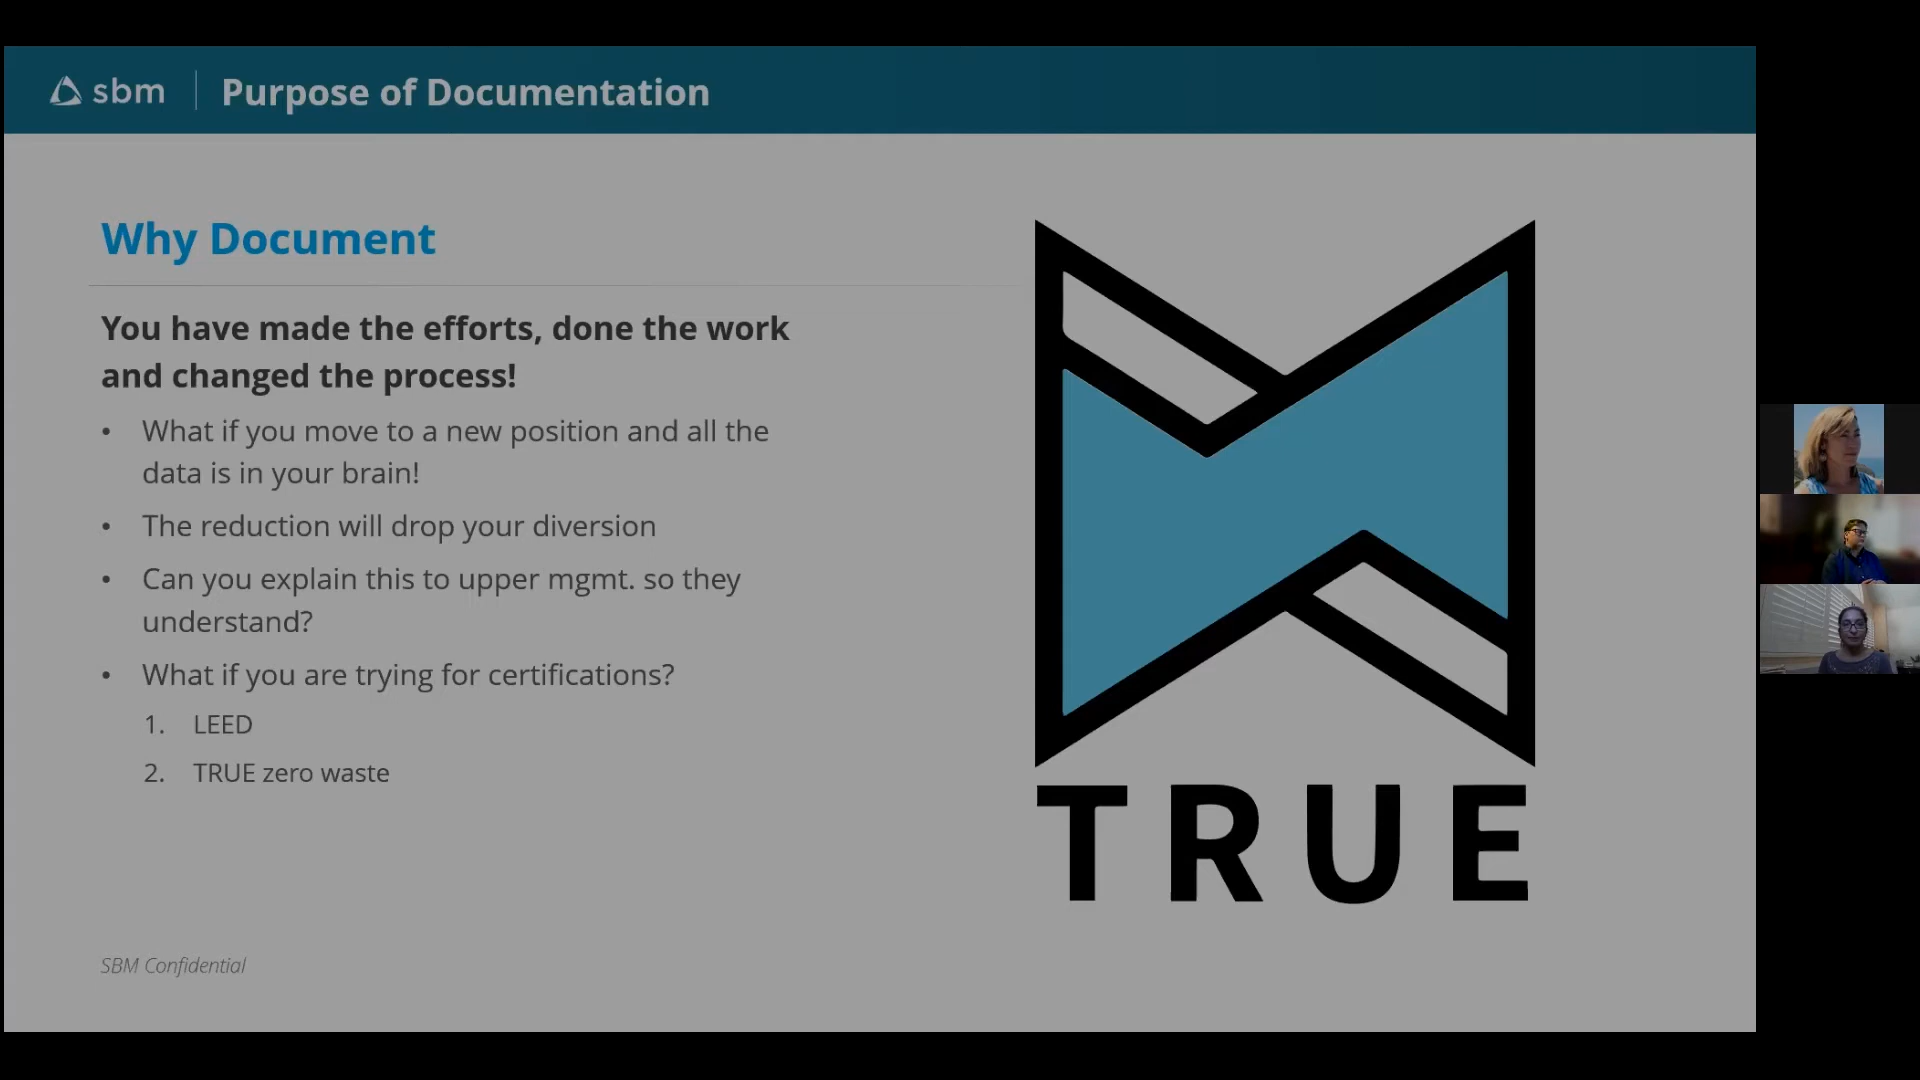 sbm
Purpose of Documentation
Why Document
You have made the efforts, done the work
and changed the process!
• What if you move to a new position and all the
data is in your brain!
• The reduction will drop your diversion
• Can you explain this to upper mgmt. so they
understand?
• What if you are trying for certifications?
1. LEED
2. TRUE zero waste
TRUE
SBM Confidential